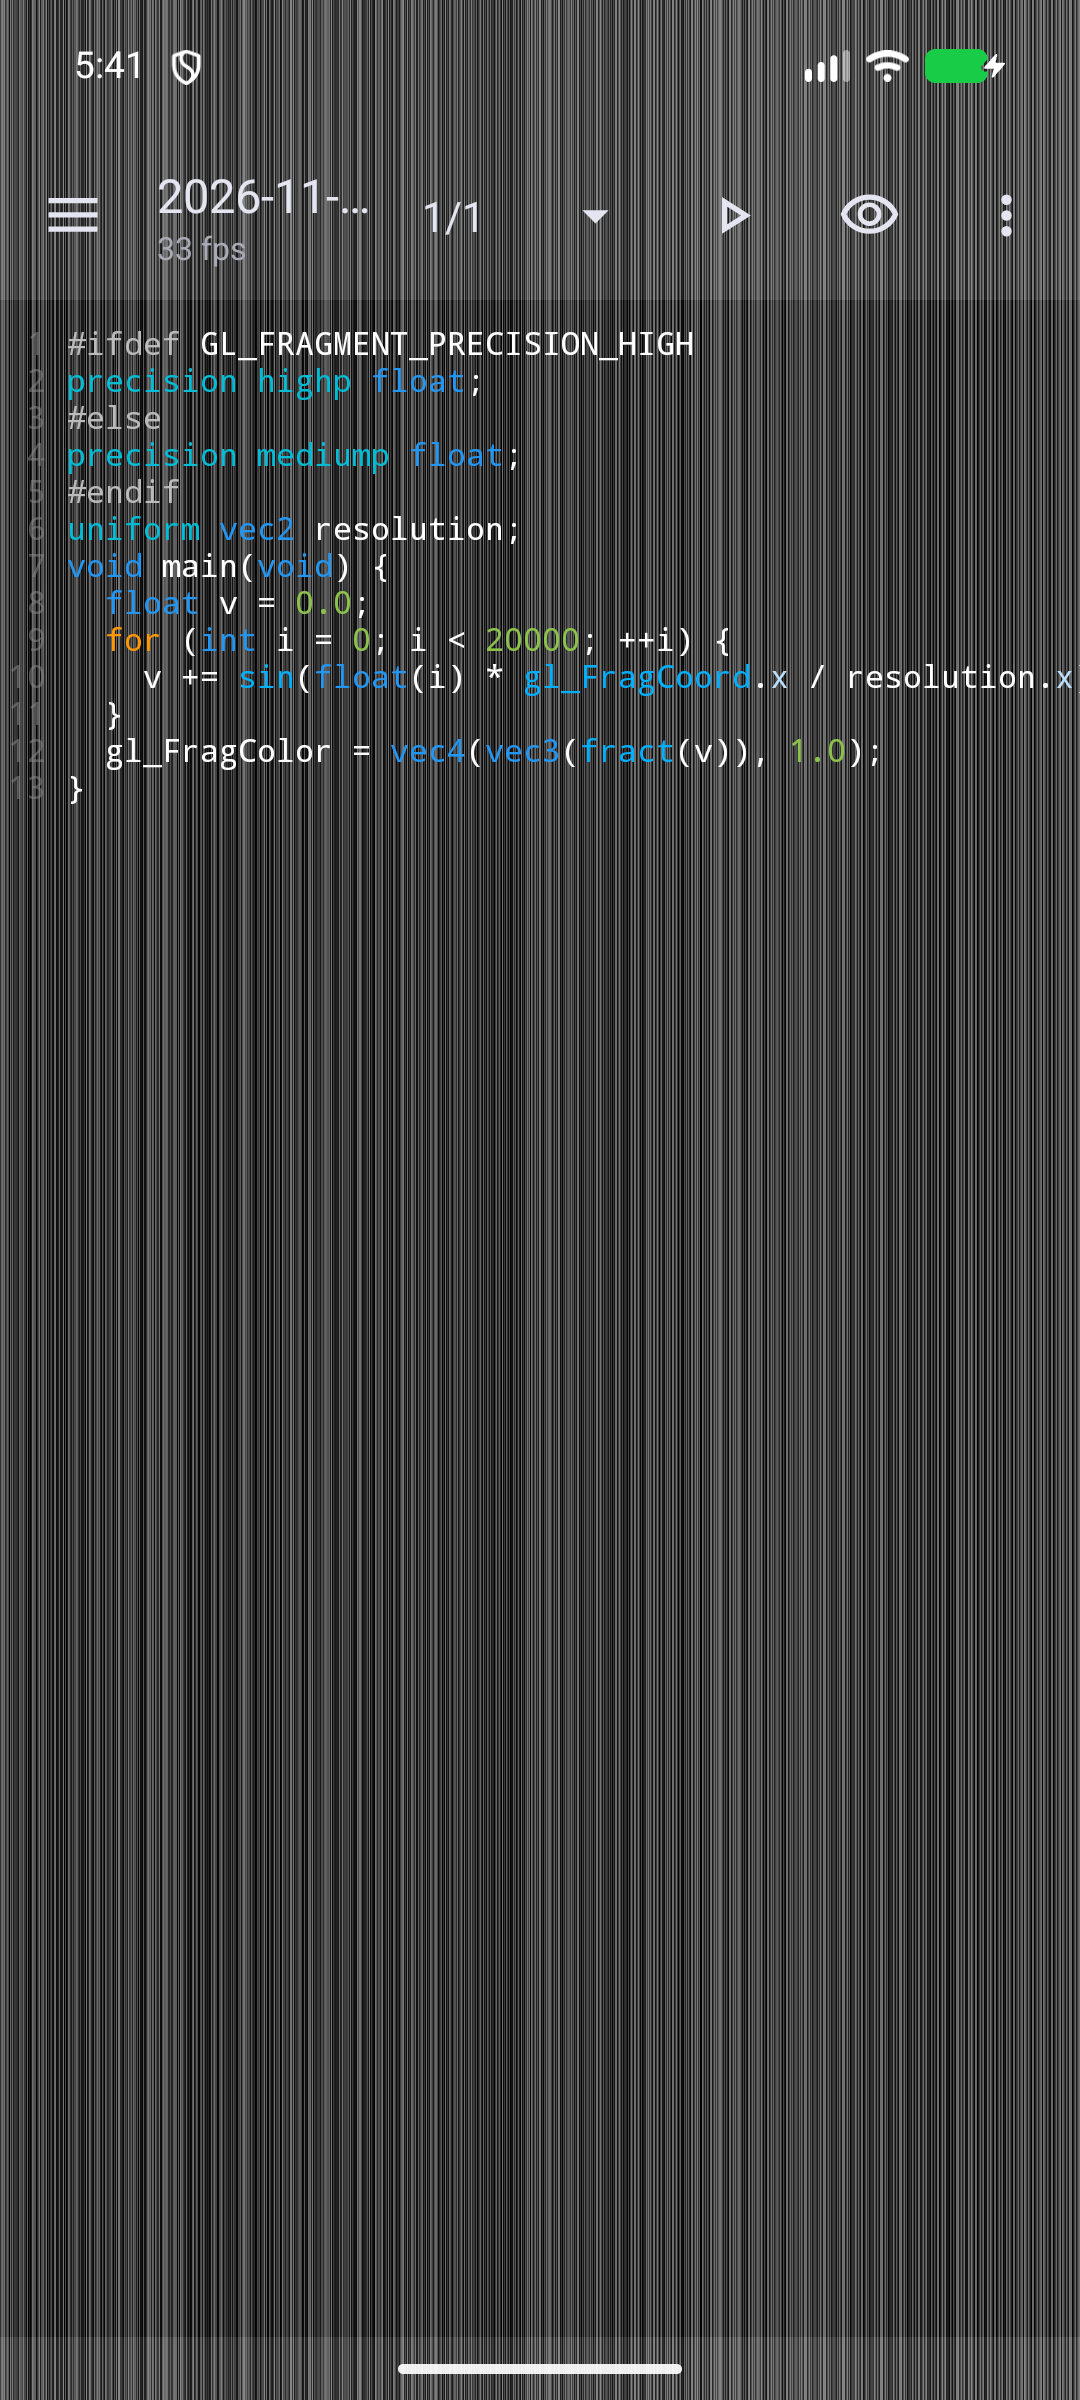 5:41
2026-11-...
33 fps
1/1
1 #ifdef GL_FRAGMENT_PRECISION_HIGH
2 precision highp float;
3 #else
4 precision mediump float;
5 #endif
6 uniform vec2 resolution;
7 void main(void) {
8   float v = 0.0;
9   for (int i = 0; i < 20000; ++i) {
10     v += sin(float(i) * gl_FragCoord.x / resolution.x
11   }
12   gl_FragColor = vec4(vec3(fract(v)), 1.0);
13 }